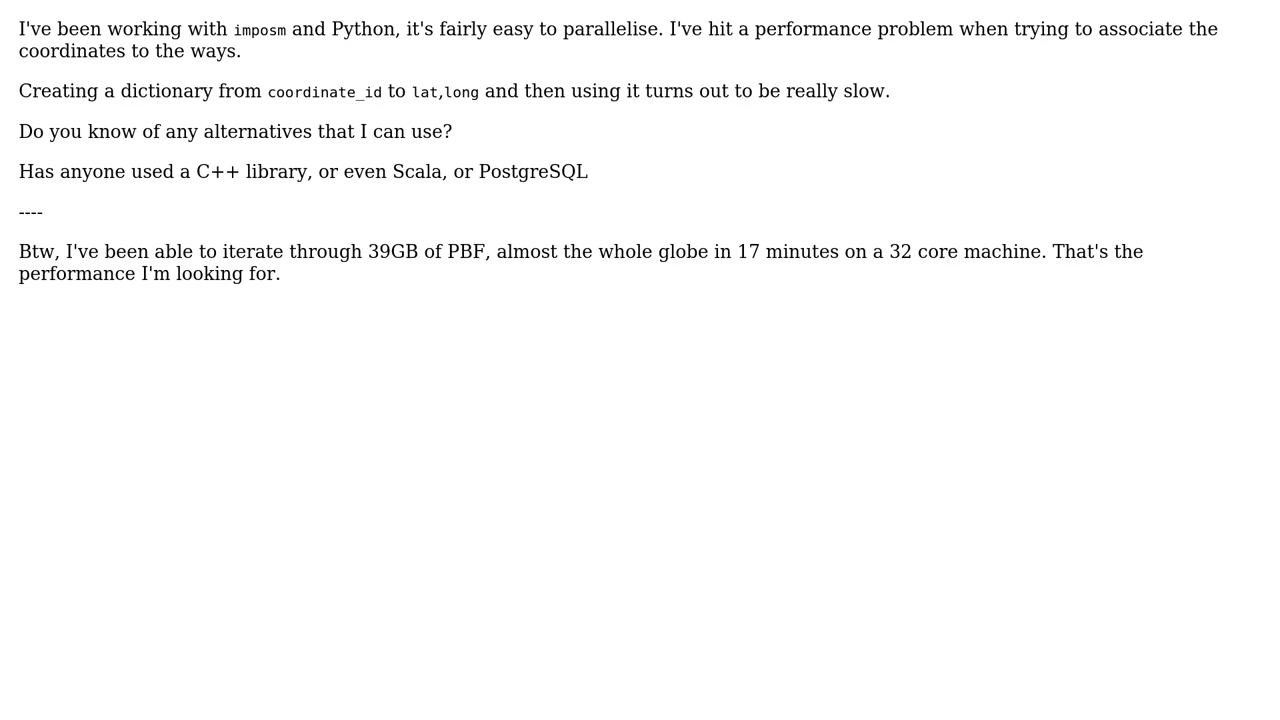 I've been working with imposm and Python, it's fairly easy to parallelise. I've hit a performance problem when trying to associate the
coordinates to the ways.
Creating a dictionary from coordinate_id to lat,long and then using it turns out to be really slow.
Do you know of any alternatives that I can use?
Has anyone used a C++ library, or even Scala, or PostgreSQL
----
Btw, I've been able to iterate through 39GB of PBF, almost the whole globe in 17 minutes on a 32 core machine. That's the
performance I'm looking for.